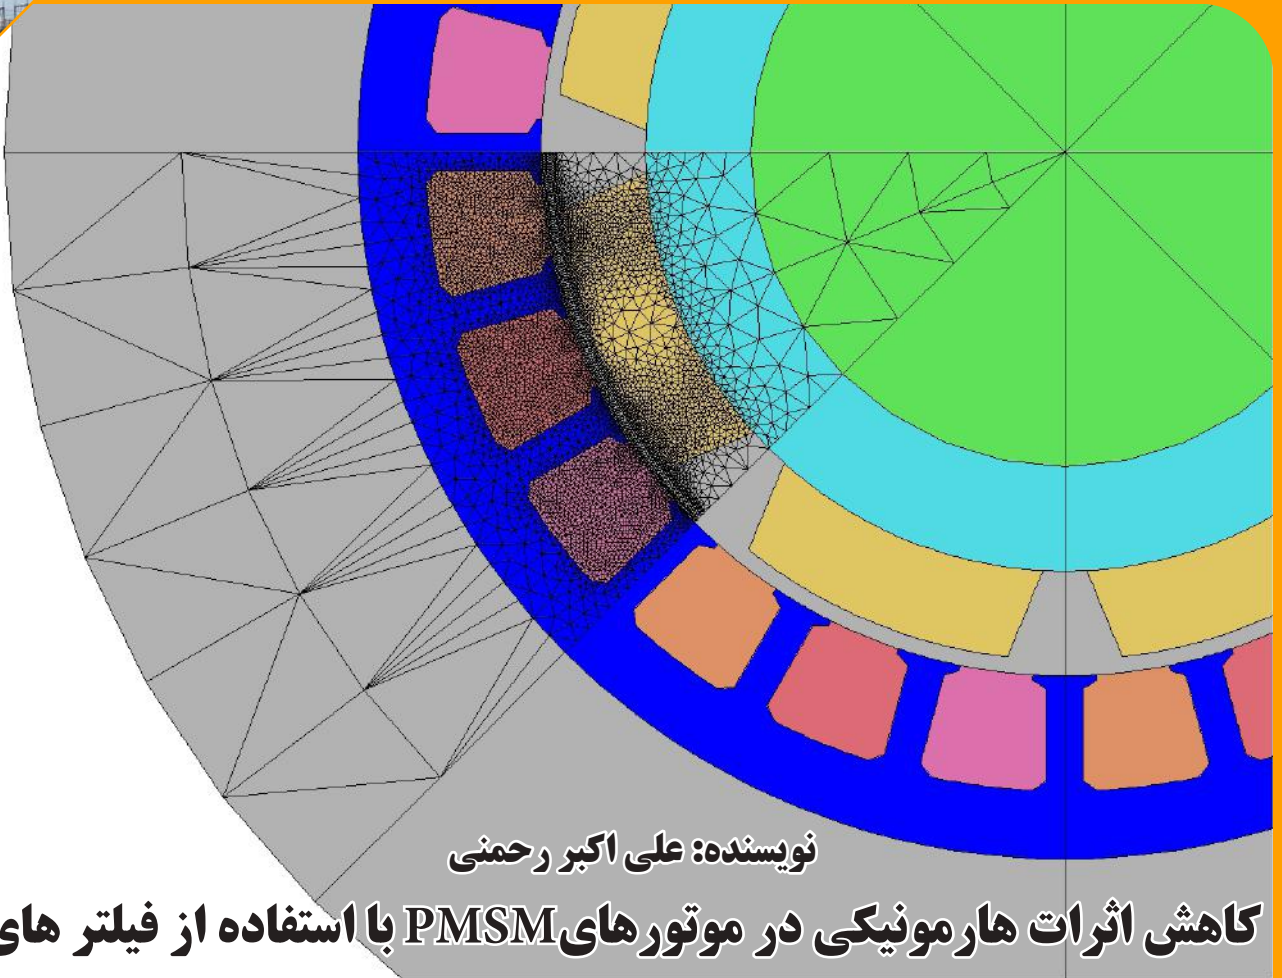 نویسنده: علی اکبر رحمنی
کاهش اثرات هارمونیکی در موتورهایPMSM با استفاده از فیلتر های